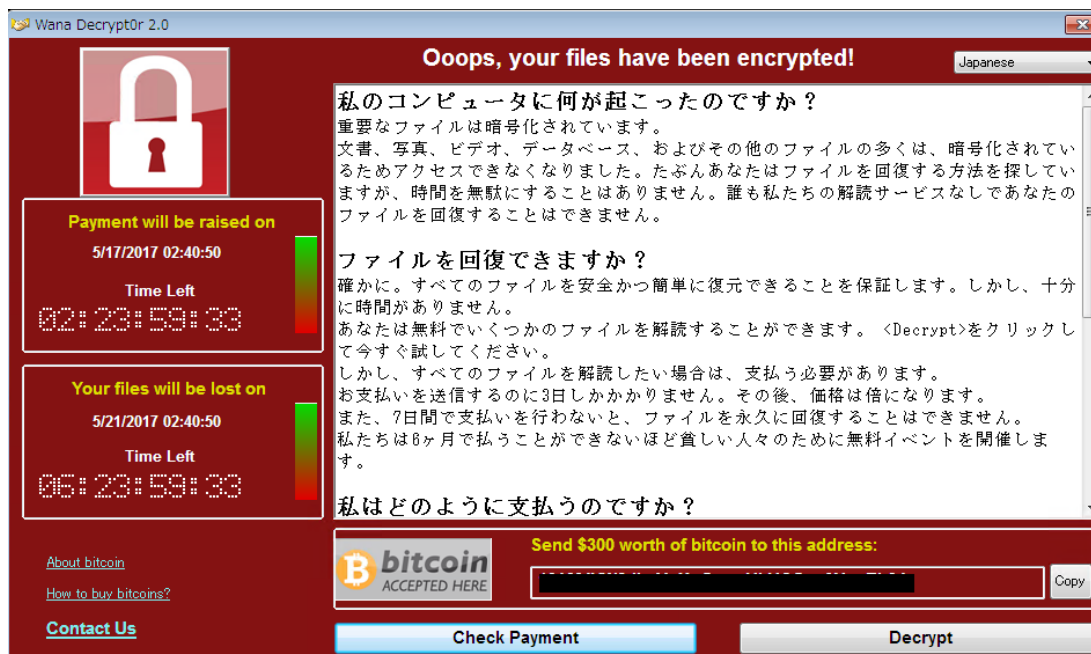 Wana Decrypt0r 2.0
Ooops, your files have been encrypted!
Japanese
Payment will be raised on
5/17/2017 02:40:50
Time Left
02:23:59:33
Your files will be lost on
5/21/2017 02:40:50
Time Left
06:23:59:33
About bitcoin
How to buy bitcoins?
Contact Us
私のコンピュータに何が起こったのですか？
重要なファイルは暗号化されています。
文書、写真、ビデオ、データベース、およびその他のファイルの多くは、暗号化されてい
るためアクセスできなくなりました。たぶんあなたはファイルを回復する方法を探してい
ますが、時間を無駄にすることはありません。誰も私たちの解読サービスなしであなたの
ファイルを回復することはできません。
ファイルを回復できますか？
確かに。すべてのファイルを安全かつ簡単に復元できることを保証します。しかし、十分
に時間がありません。
あなたは無料でいくつかのファイルを解読することができます。 <Decrypt>をクリックし
て今すぐ試してください。
しかし、すべてのファイルを解読したい場合は、支払う必要があります。
お支払いを送信するのに3日しかかかりません。その後、価格は倍になります。
また、7日間で支払いを行わないと、ファイルを永久に回復することはできません。
私たちは6ヶ月で払うことができないほど貧しい人々のために無料イベントを開催しま
す。
私はどのように支払うのですか？
bitcoin
ACCEPTED HERE
Send $300 worth of bitcoin to this address:
Copy
Check Payment
Decrypt